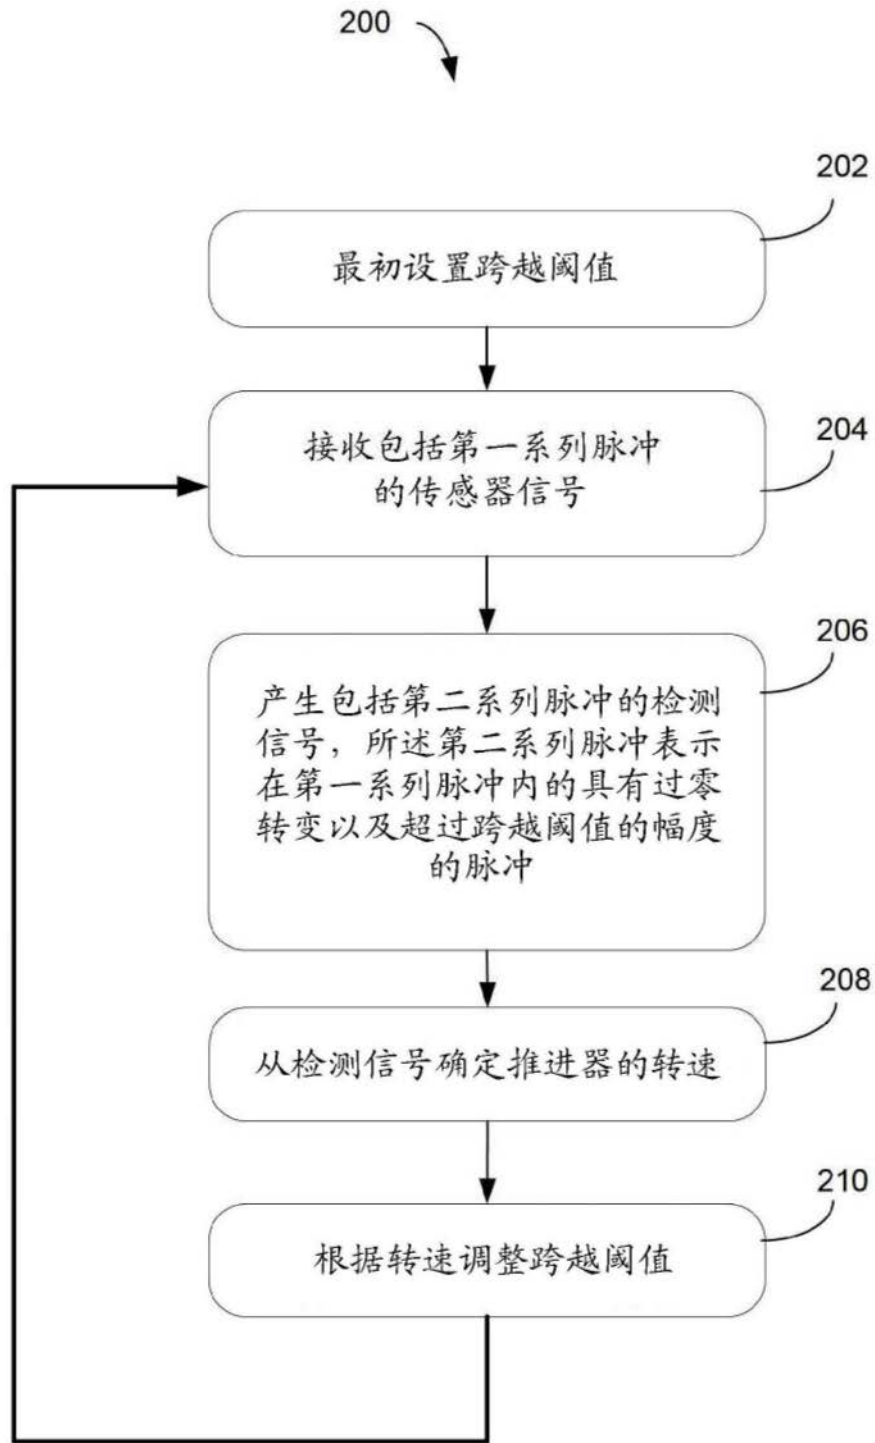 200
202
最初设置跨越阈值
204
接收包括第一系列脉冲
的传感器信号
206
产生包括第二系列脉冲的检测
信号，所述第二系列脉冲表示
在第一系列脉冲内的具有过零
转变以及超过跨越阈值的幅度
的脉冲
208
从检测信号确定推进器的转速
210
根据转速调整跨越阈值